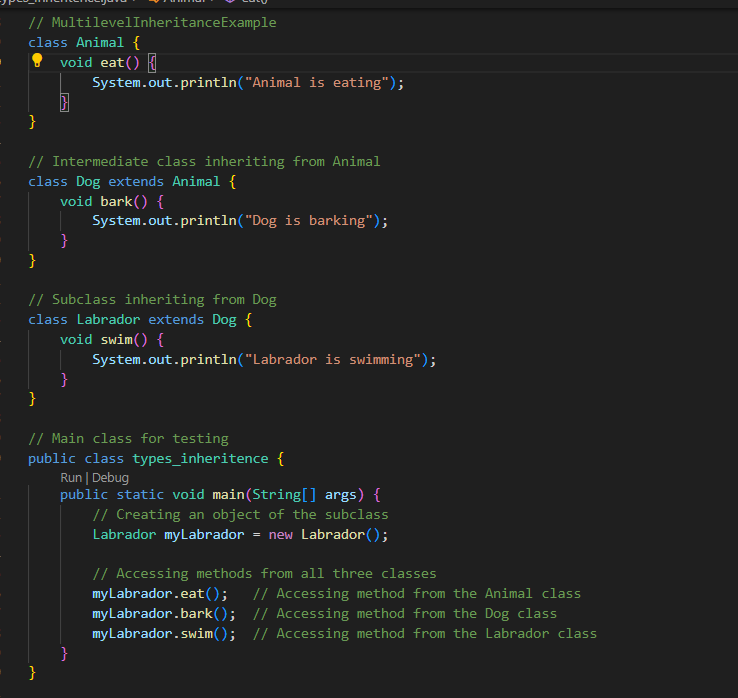 // MultilevelInheritanceExample
class Animal {
    void eat() {
        System.out.println("Animal is eating");
    }
}

// Intermediate class inheriting from Animal
class Dog extends Animal {
    void bark() {
        System.out.println("Dog is barking");
    }
}

// Subclass inheriting from Dog
class Labrador extends Dog {
    void swim() {
        System.out.println("Labrador is swimming");
    }
}

// Main class for testing
public class types_inheritence {
    Run | Debug
    public static void main(String[] args) {
        // Creating an object of the subclass
        Labrador myLabrador = new Labrador();

        // Accessing methods from all three classes
        myLabrador.eat();   // Accessing method from the Animal class
        myLabrador.bark();  // Accessing method from the Dog class
        myLabrador.swim();  // Accessing method from the Labrador class
    }
}